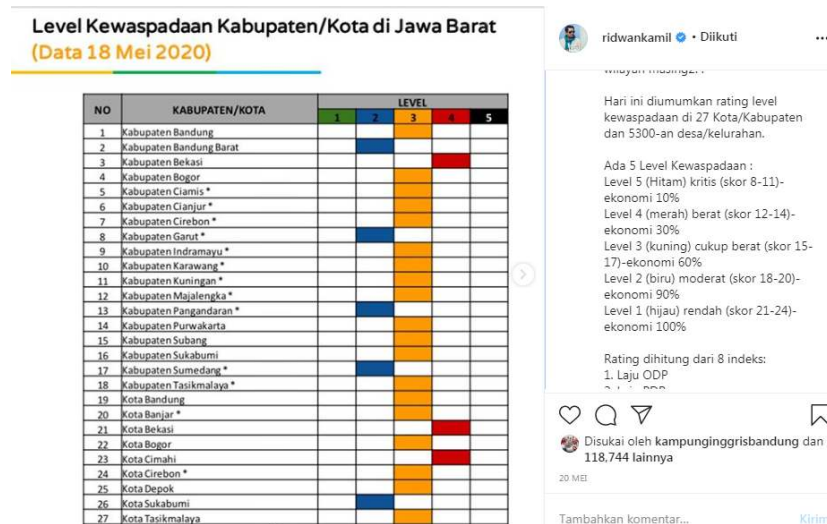 Level Kewaspadaan Kabupaten/Kota di Jawa Barat
(Data 18 Mei 2020)
NO KABUPATEN/KOTA LEVEL
1 2 3 4 5
1 Kabupaten Bandung
2 Kabupaten Bandung Barat
3 Kabupaten Bekasi
4 Kabupaten Bogor
5 Kabupaten Ciamis *
6 Kabupaten Cianjur *
7 Kabupaten Cirebon *
8 Kabupaten Garut *
9 Kabupaten Indramayu *
10 Kabupaten Karawang *
11 Kabupaten Kuningan *
12 Kabupaten Majalengka *
13 Kabupaten Pangandaran *
14 Kabupaten Purwakarta
15 Kabupaten Subang
16 Kabupaten Sukabumi
17 Kabupaten Sumedang *
18 Kabupaten Tasikmalaya *
19 Kota Bandung
20 Kota Banjar *
21 Kota Bekasi
22 Kota Bogor
23 Kota Cimahi
24 Kota Cirebon *
25 Kota Depok
26 Kota Sukabumi
27 Kota Tasikmalaya
ridwankamil • Diikuti
Hari ini diumumkan rating level
kewaspadaan di 27 Kota/Kabupaten
dan 5300-an desa/kelurahan.
Ada 5 Level Kewaspadaan :
Level 5 (Hitam) kritis (skor 8-11)-
ekonomi 10%
Level 4 (merah) berat (skor 12-14)-
ekonomi 30%
Level 3 (kuning) cukup berat (skor 15-
17)-ekonomi 60%
Level 2 (biru) moderat (skor 18-20)-
ekonomi 90%
Level 1 (hijau) rendah (skor 21-24)-
ekonomi 100%
Rating dihitung dari 8 indeks:
1. Laju ODP
Disukai oleh kampunginggrisbandung dan
118,744 lainnya
20 MEI
Tambahkan komentar... Kirim